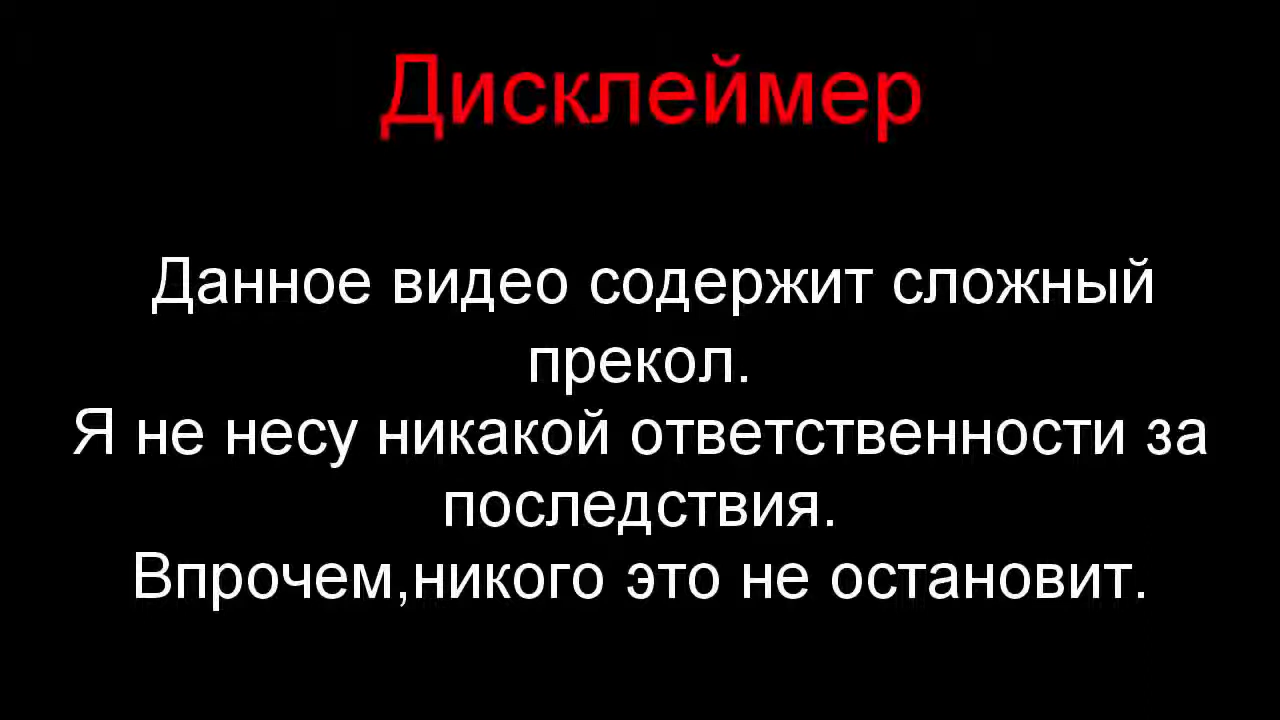 Дисклеймер
Данное видео содержит сложный
прекол.
Я не несу никакой ответственности за
последствия.
Впрочем,никого это не остановит.